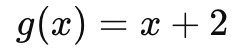 g(x) = x + 2